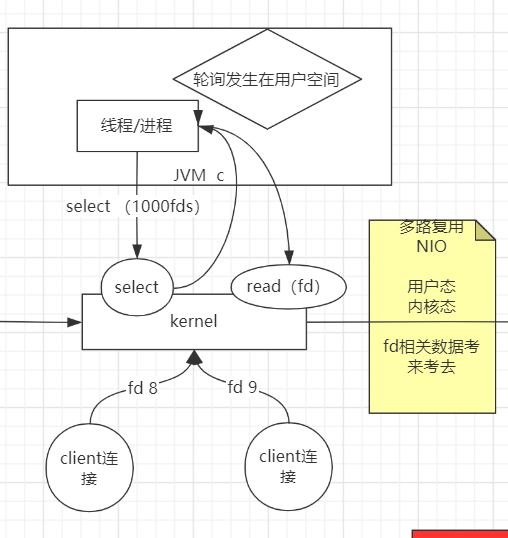 轮询发生在用户空间
线程/进程
JVM c
select （1000fds）
select
read（fd）
kernel
fd 8
fd 9
client连
接
client连
接
多路复用
NIO
用户态
内核态
fd相关数据考
来考去